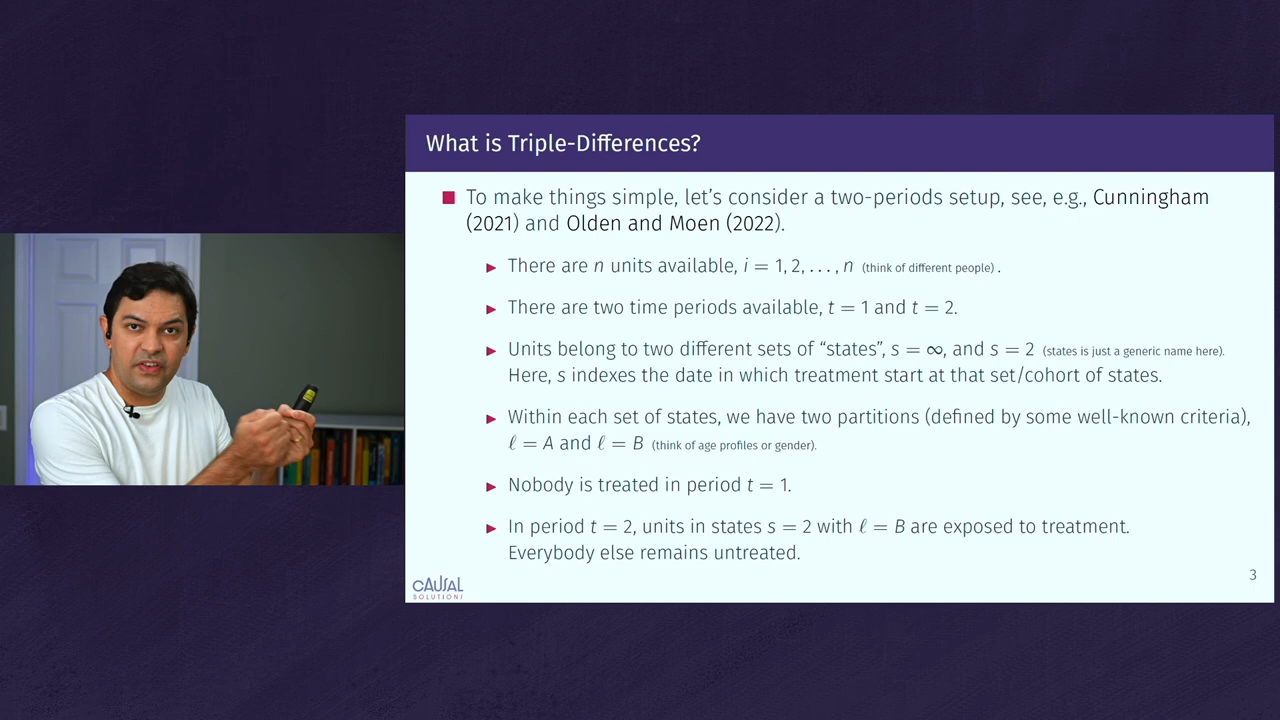 What is Triple-Differences?
■ To make things simple, let's consider a two-periods setup, see, e.g., Cunningham
(2021) and Olden and Moen (2022).
▶ There are n units available, i = 1, 2, . . . , n (think of different people) .
▶ There are two time periods available, t = 1 and t = 2.
▶ Units belong to two different sets of “states”, s = ∞, and s = 2 (states is just a generic name here).
Here, s indexes the date in which treatment start at that set/cohort of states.
▶ Within each set of states, we have two partitions (defined by some well-known criteria),
ℓ = A and ℓ = B (think of age profiles or gender).
▶ Nobody is treated in period t = 1.
▶ In period t = 2, units in states s = 2 with ℓ = B are exposed to treatment.
Everybody else remains untreated.
CAUSAL
SOLUTIONS
3